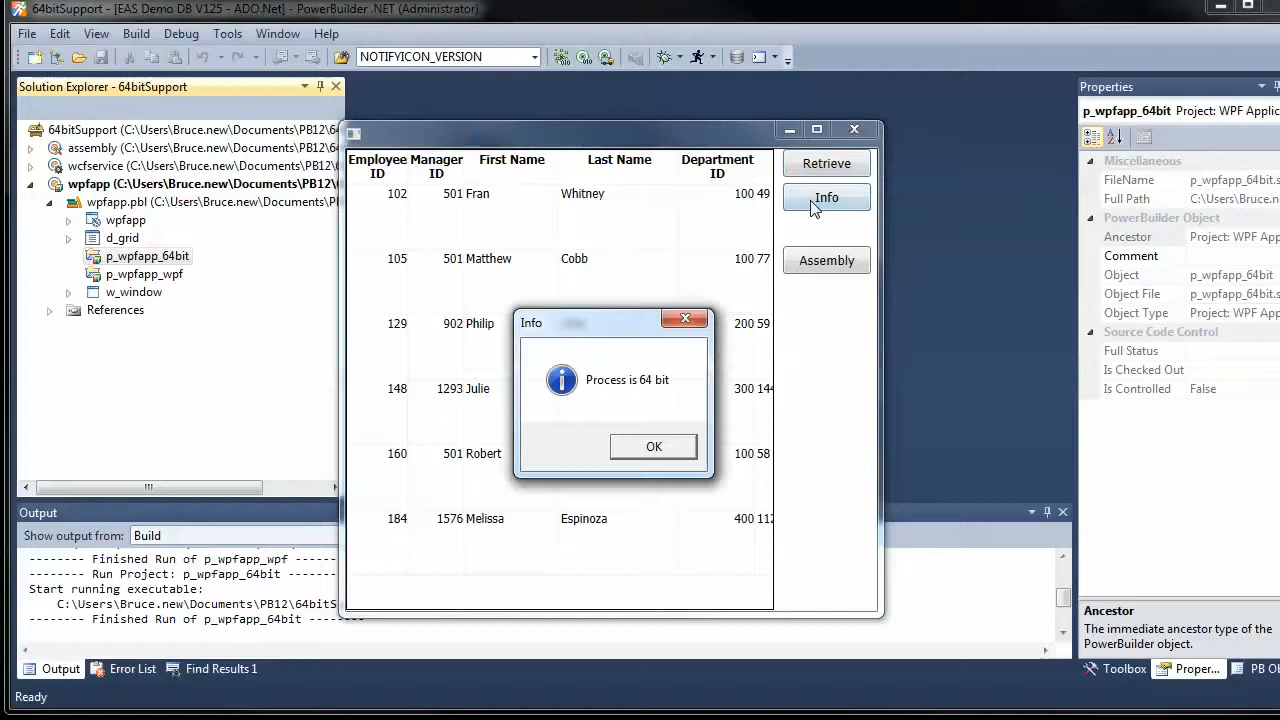 64bitSupport - [EAS Demo DB V125 - ADO.Net] - PowerBuilder .NET (Administrator)
File Edit View Build Debug Tools Window Help
NOTIFYICON_VERSION
Solution Explorer - 64bitSupport
64bitSupport (C:\Users\Bruce.new\Documents\PB12\64
assembly (C:\Users\Bruce.new\Documents\PB12\64
wcfservice (C:\Users\Bruce.new\Documents\PB12\6
wpfapp (C:\Users\Bruce.new\Documents\PB12\
wpfapp.pbl (C:\Users\Bruce.new\Documents\PB
wpfapp
d_grid
p_wpfapp_64bit
p_wpfapp_wpf
w_window
References
Employee ID Manager ID First Name Last Name Department ID
102 501 Fran Whitney 100 49
105 501 Matthew Cobb 100 77
129 902 Philip 200 59
148 1293 Julie 300 144
160 501 Robert 100 58
184 1576 Melissa Espinoza 400 112
Retrieve
Info
Assembly
Info
Process is 64 bit
OK
Properties
p_wpfapp_64bit Project: WPF Applic
Miscellaneous
FileName p_wpfapp_64bit.s
Full Path C:\Users\Bruce.ne
PowerBuilder Object
Ancestor Project: WPF App
Comment
Object p_wpfapp_64bit
Object File p_wpfapp_64bit.s
Object Type Project: WPF App
Source Code Control
Full Status
Is Checked Out
Is Controlled False
Ancestor
The immediate ancestor type of the
PowerBuilder object.
Toolbox Proper... PB Ob
Output
Show output from: Build
-------- Finished Run of p_wpfapp_wpf
-------- Run Project: p_wpfapp_64bit --------
Start running executable:
C:\Users\Bruce.new\Documents\PB12\64bitS
-------- Finished Run of p_wpfapp_64bit --------
Output Error List Find Results 1
Ready